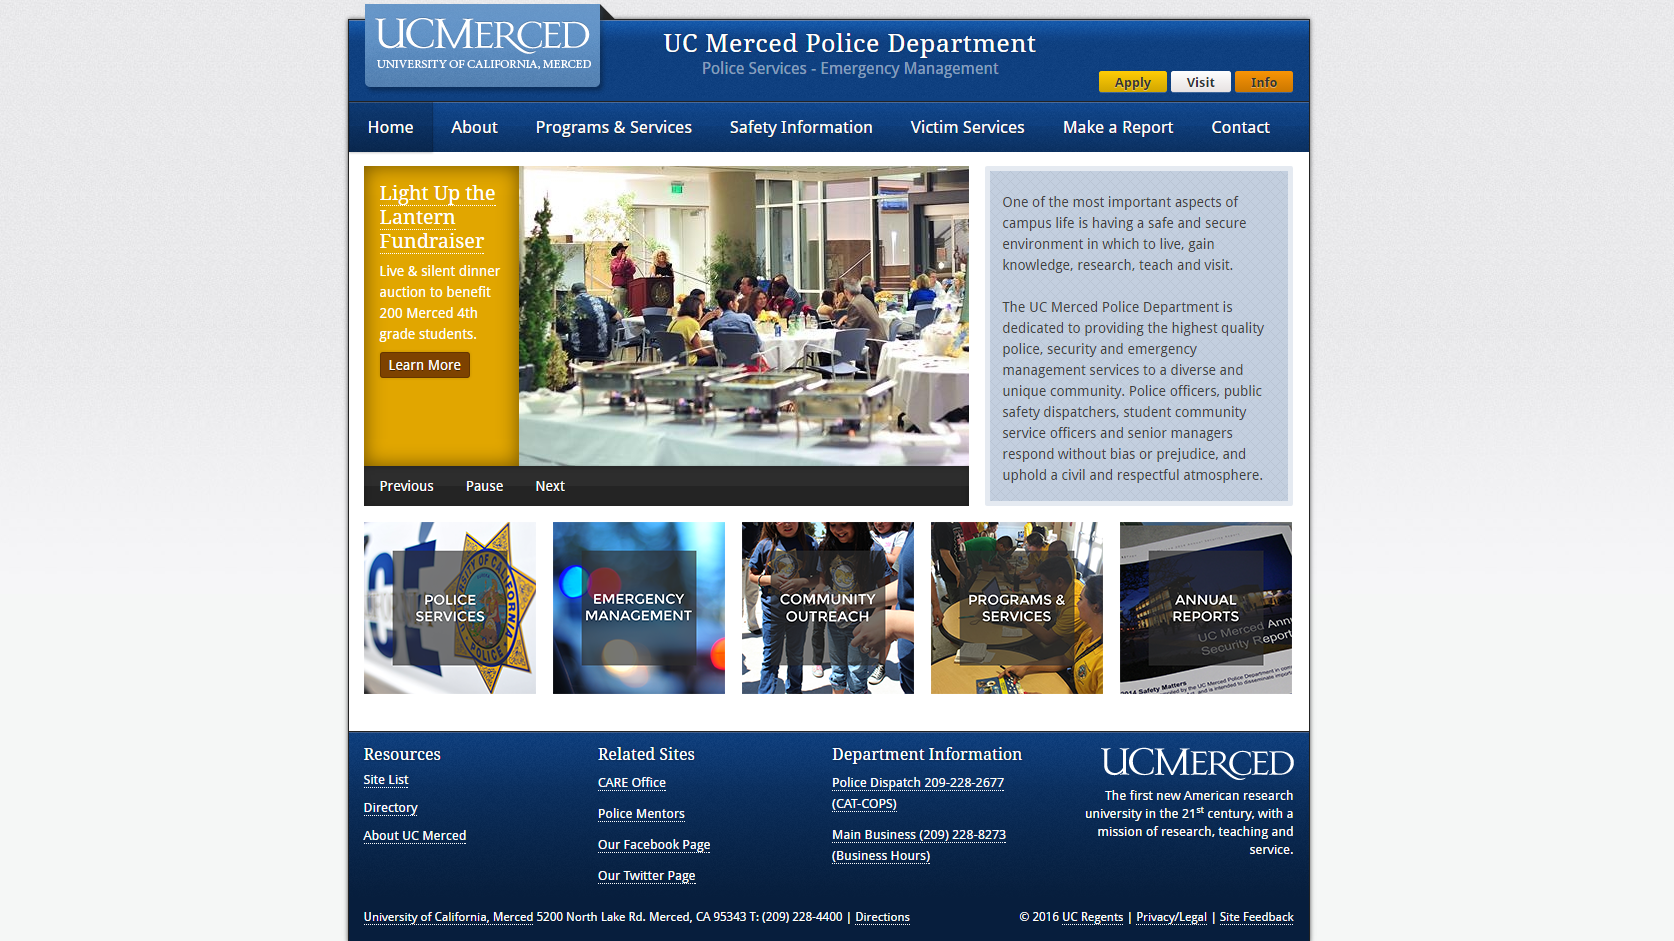 UCMERCED
UNIVERSITY OF CALIFORNIA, MERCED
UC Merced Police Department
Police Services - Emergency Management
Apply
Visit
Info
Home
About
Programs & Services
Safety Information
Victim Services
Make a Report
Contact
Light Up the
Lantern
Fundraiser
Live & silent dinner
auction to benefit
200 Merced 4th
grade students.
Learn More
Previous
Pause
Next
One of the most important aspects of
campus life is having a safe and secure
environment in which to live, gain
knowledge, research, teach and visit.
The UC Merced Police Department is
dedicated to providing the highest quality
police, security and emergency
management services to a diverse and
unique community. Police officers, public
safety dispatchers, student community
service officers and senior managers
respond without bias or prejudice, and
uphold a civil and respectful atmosphere.
POLICE
SERVICES
EMERGENCY
MANAGEMENT
COMMUNITY
OUTREACH
PROGRAMS &
SERVICES
ANNUAL
REPORTS
UC Merced
Security Report
2014 Safety Matters
Resources
Site List
Directory
About UC Merced
Related Sites
CARE Office
Police Mentors
Our Facebook Page
Our Twitter Page
Department Information
Police Dispatch 209-228-2677
(CAT-COPS)
Main Business (209) 228-8273
(Business Hours)
UCMERCED
The first new American research
university in the 21st century, with a
mission of research, teaching and
service.
University of California, Merced 5200 North Lake Rd. Merced, CA 95343 T: (209) 228-4400 | Directions
© 2016 UC Regents | Privacy/Legal | Site Feedback